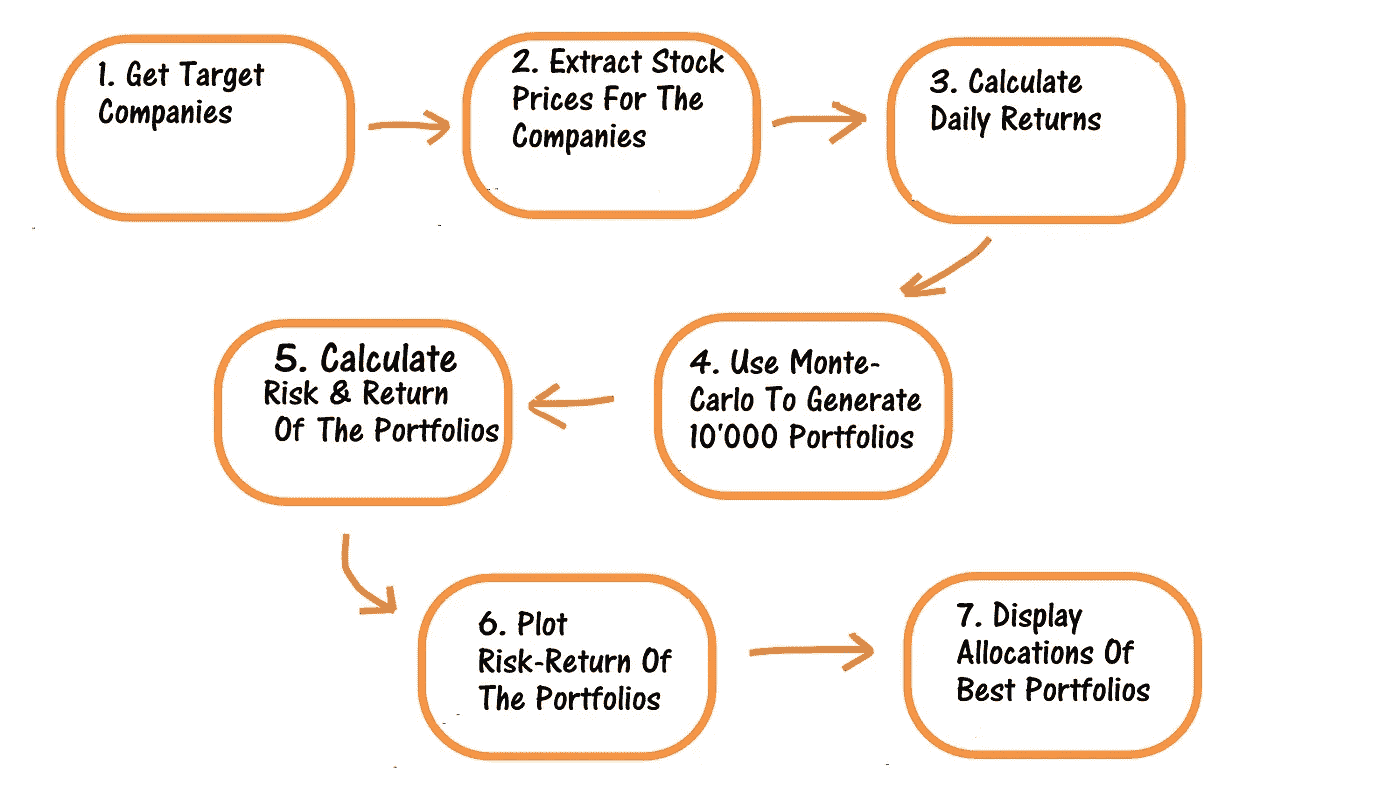 1. Get Target
Companies
2. Extract Stock
Prices For The
Companies
3. Calculate
Daily Returns
4. Use Monte-
Carlo To Generate
10'000 Portfolios
5. Calculate
Risk & Return
Of The Portfolios
6. Plot
Risk-Return Of
The Portfolios
7. Display
Allocations Of
Best Portfolios